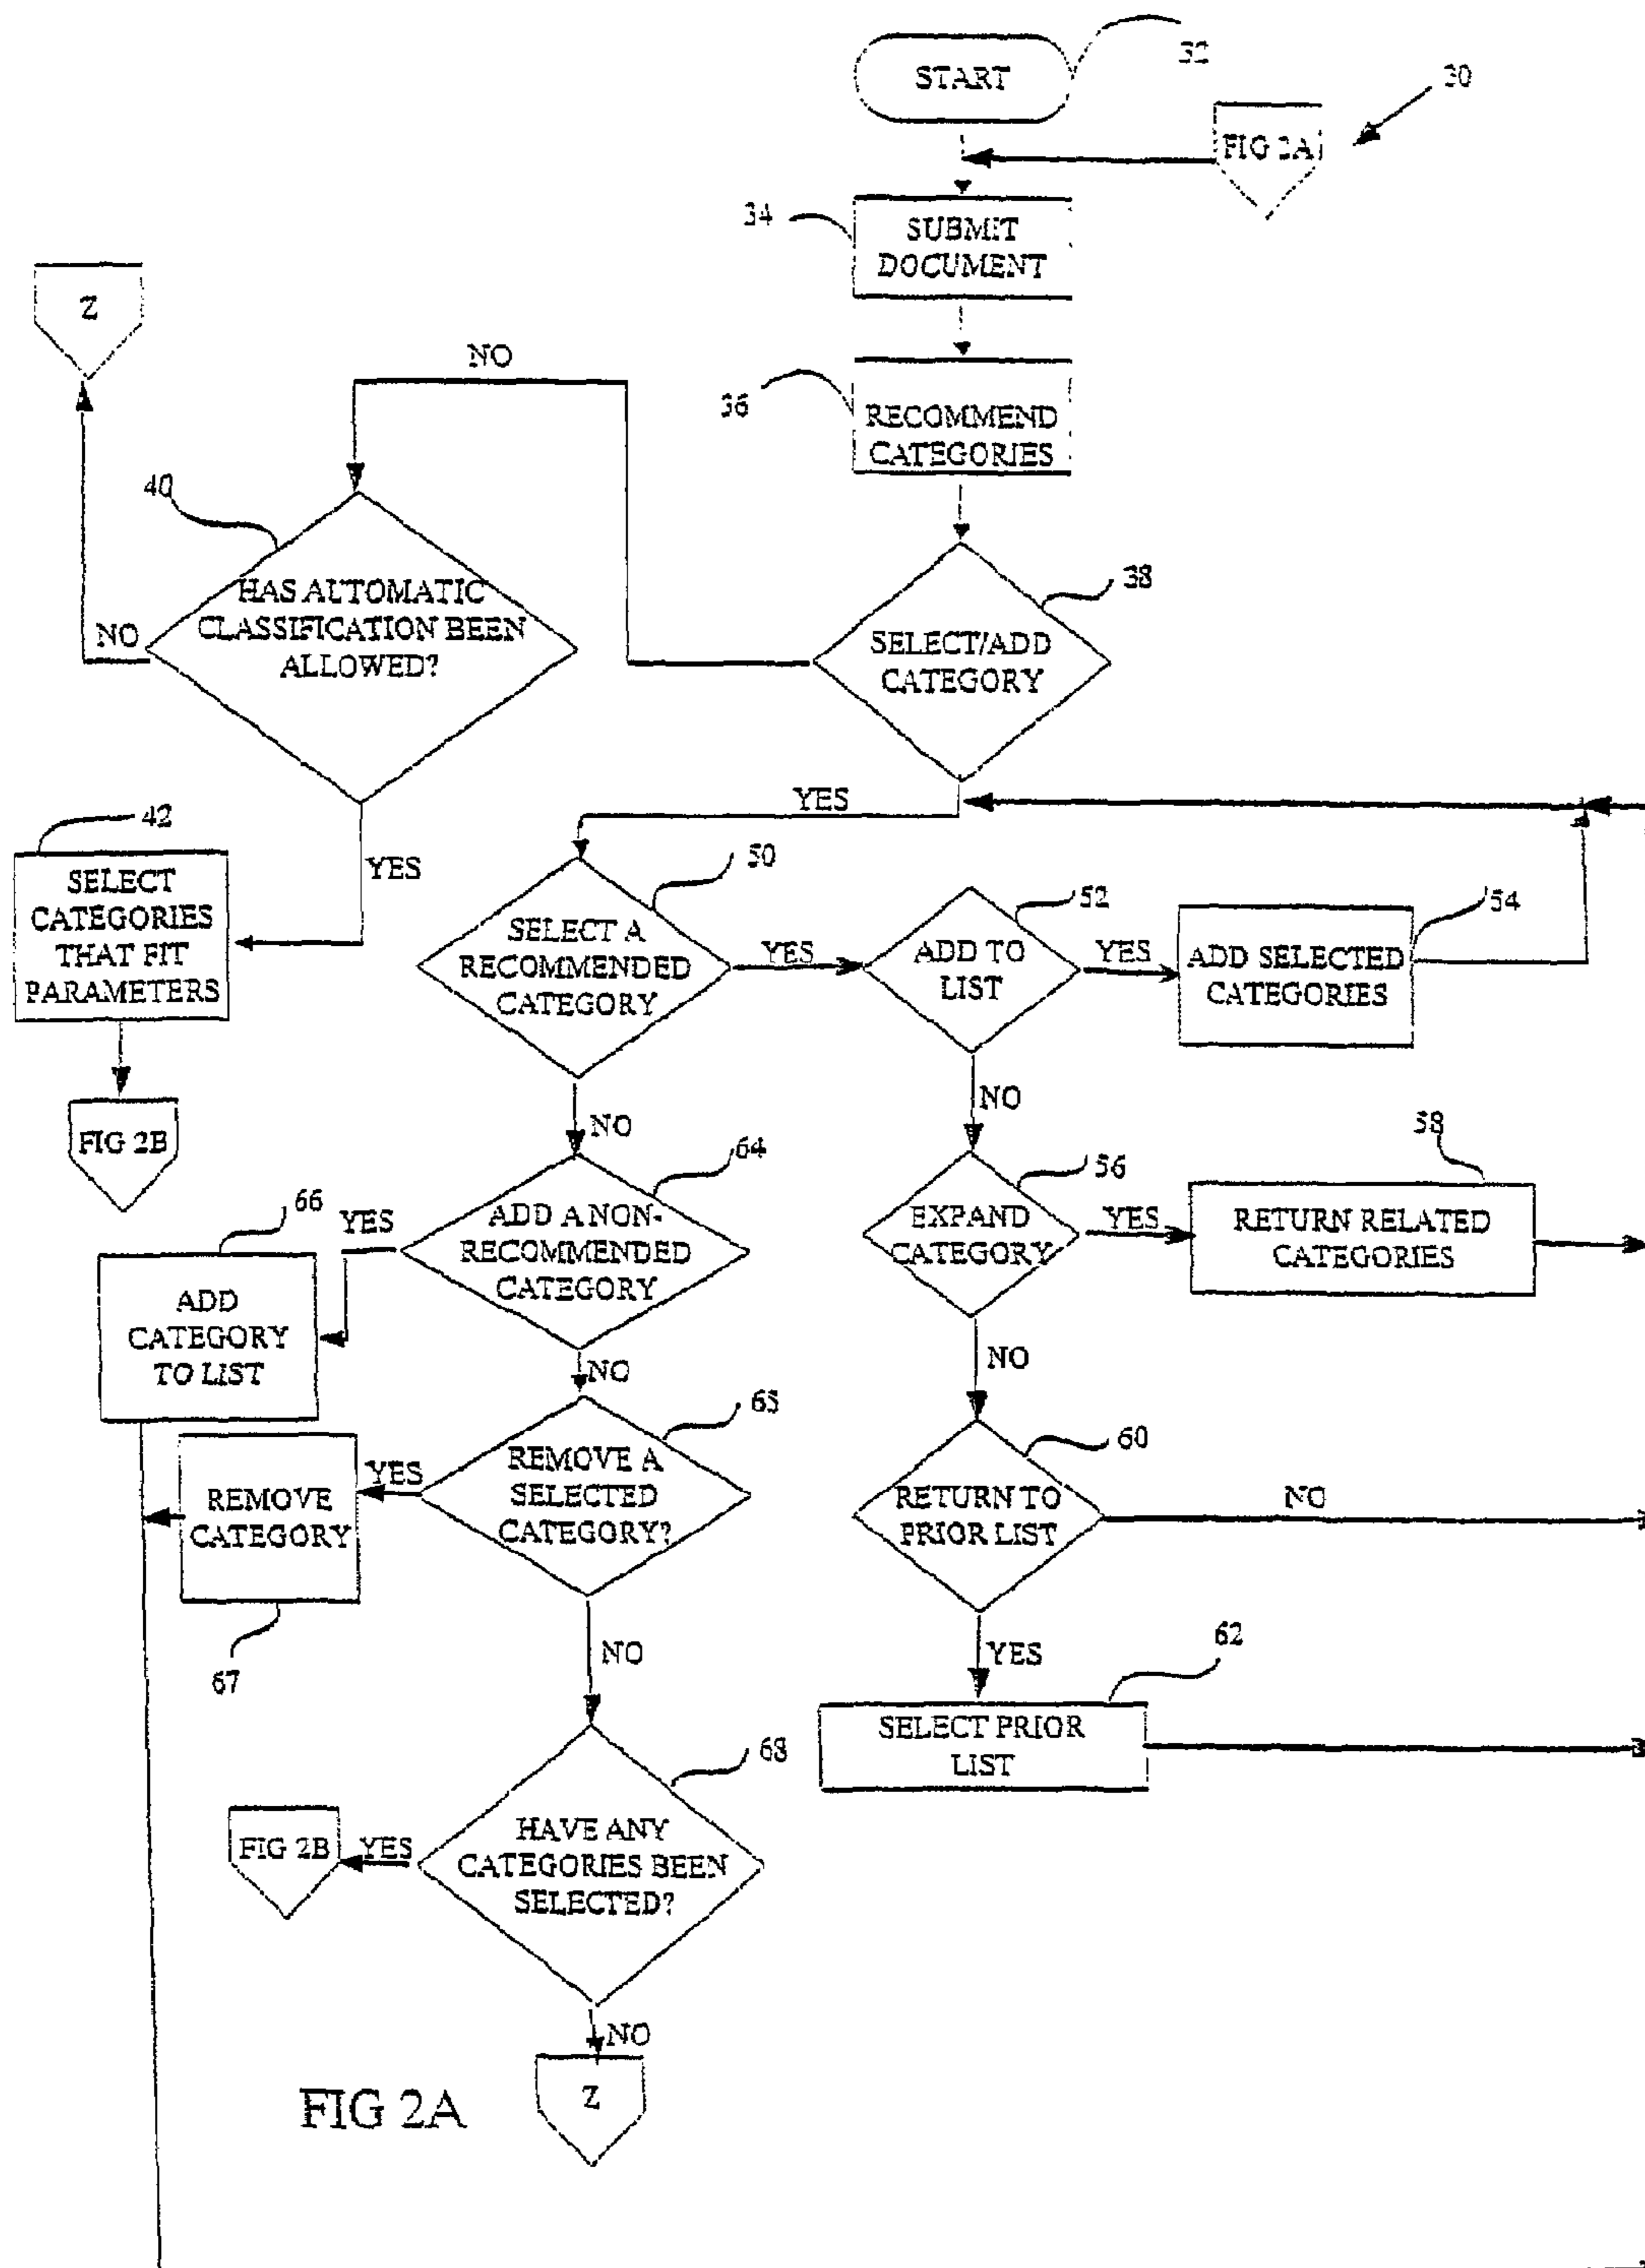 32
START
30
FIG 2A
34
SUBMIT
DOCUMENT
Z
NO
36
RECOMMEND
CATEGORIES
40
HAS AUTOMATIC
CLASSIFICATION BEEN
ALLOWED?
NO
38
SELECT/ADD
CATEGORY
YES
42
YES
SELECT
CATEGORIES
THAT FIT
PARAMETERS
FIG 2B
50
SELECT A
RECOMMENDED
CATEGORY
YES
52
ADD TO
LIST
YES
54
ADD SELECTED
CATEGORIES
NO
NO
64
ADD A NON-
RECOMMENDED
CATEGORY
YES
66
ADD
CATEGORY
TO LIST
56
EXPAND
CATEGORY
YES
58
RETURN RELATED
CATEGORIES
NO
NO
65
REMOVE A
SELECTED
CATEGORY?
YES
REMOVE
CATEGORY
67
60
RETURN TO
PRIOR LIST
NO
NO
YES
62
SELECT PRIOR
LIST
68
HAVE ANY
CATEGORIES BEEN
SELECTED?
YES
FIG 2B
NO
Z
FIG 2A